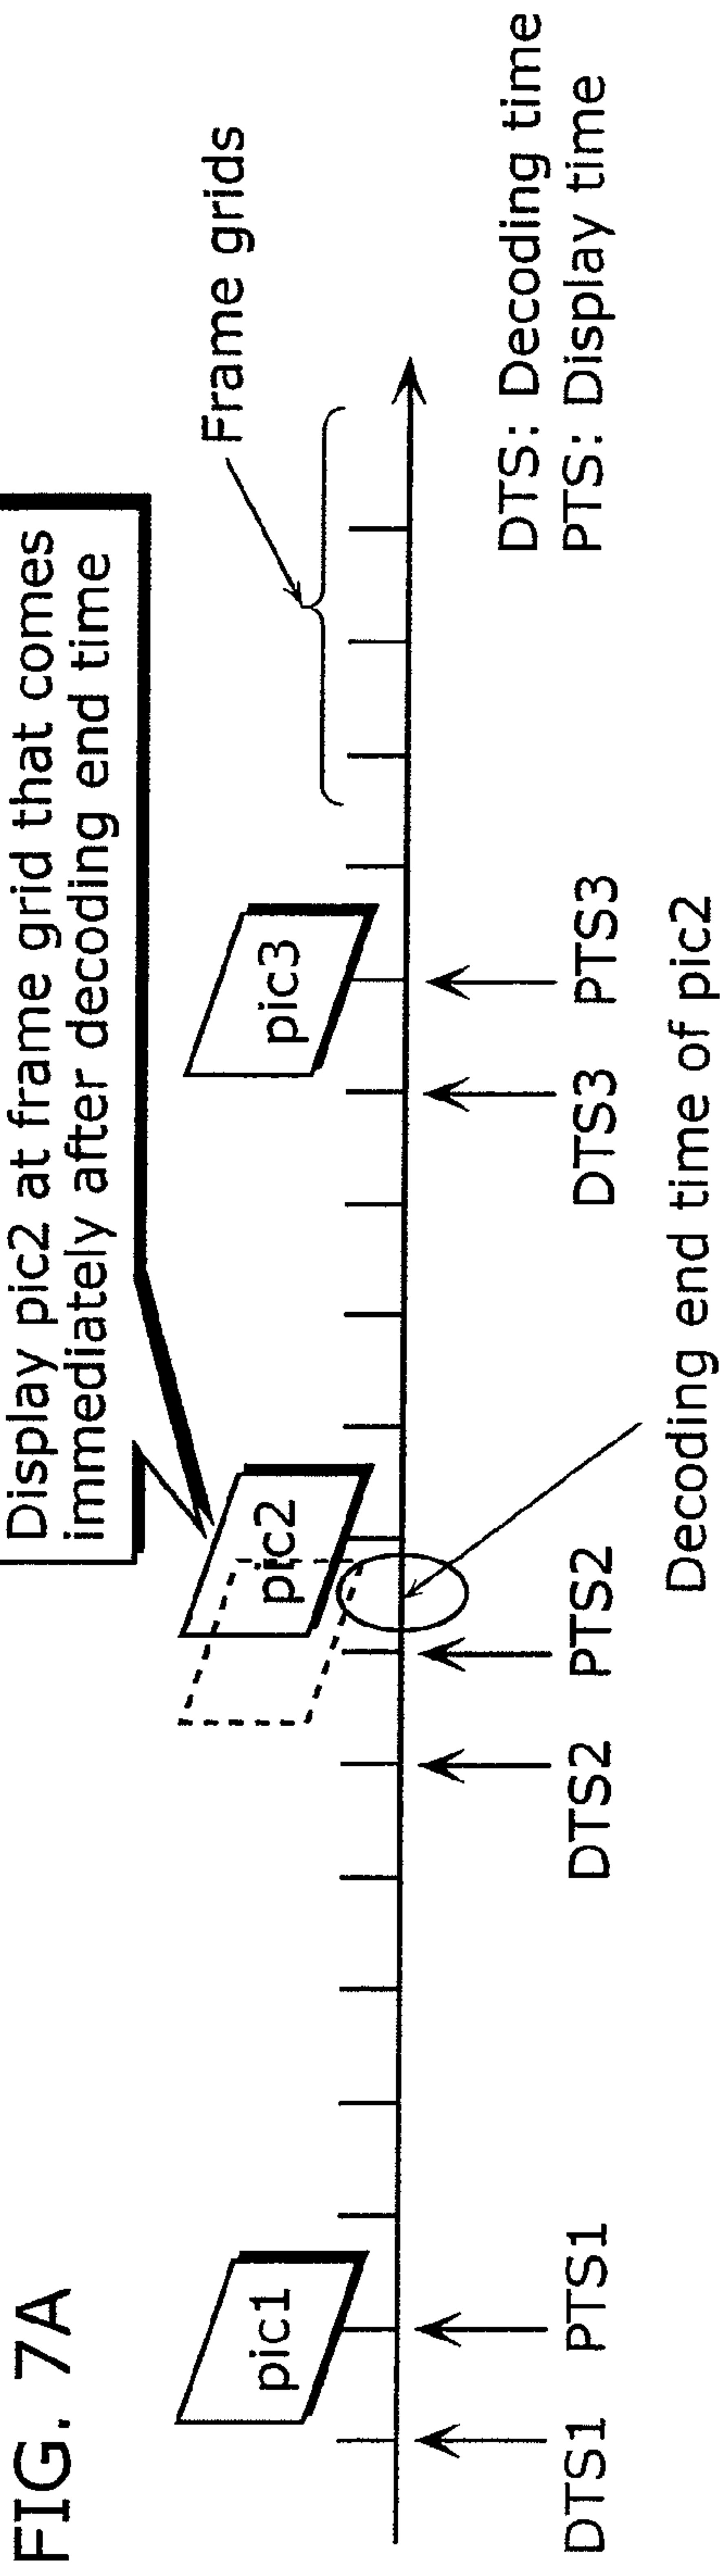 FIG. 7A
Display pic2 at frame grid that comes
immediately after decoding end time
Frame grids
pic1
pic2
pic3
DTS1
PTS1
DTS2
PTS2
DTS3
PTS3
Decoding end time of pic2
DTS: Decoding time
PTS: Display time